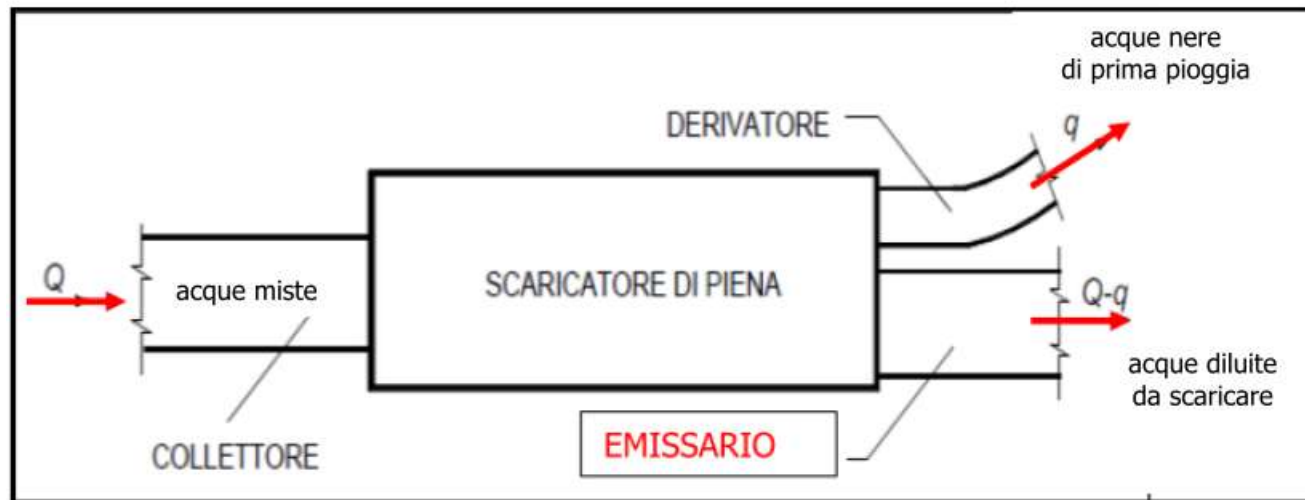 acque nere
di prima pioggia
DERIVATORE
q
Q
acque miste
SCARICATORE DI PIENA
Q-q
acque diluite
da scaricare
EMISSARIO
COLLETTORE